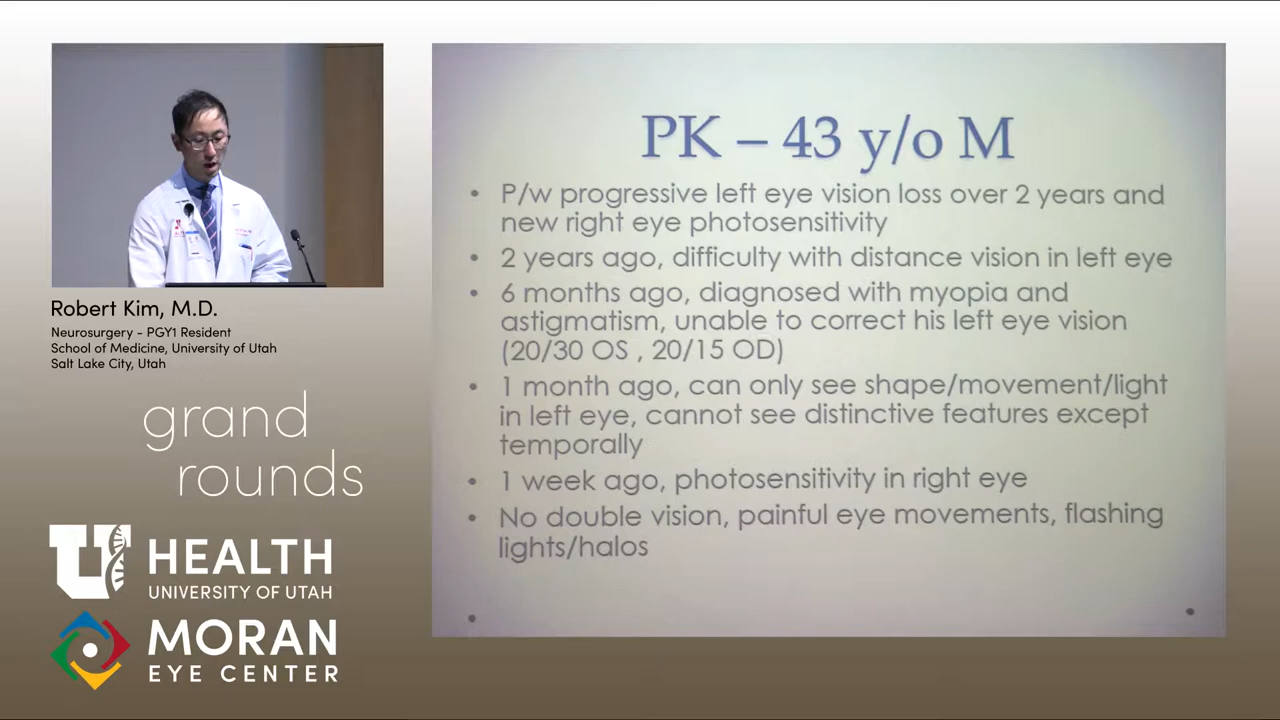 PK – 43 y/o M
• P/w progressive left eye vision loss over 2 years and
new right eye photosensitivity
• 2 years ago, difficulty with distance vision in left eye
• 6 months ago, diagnosed with myopia and
astigmatism, unable to correct his left eye vision
(20/30 OS , 20/15 OD)
• 1 month ago, can only see shape/movement/light
in left eye, cannot see distinctive features except
temporally
• 1 week ago, photosensitivity in right eye
• No double vision, painful eye movements, flashing
lights/halos
Robert Kim, M.D.
Neurosurgery - PGY1 Resident
School of Medicine, University of Utah
Salt Lake City, Utah
grand
rounds
U HEALTH
UNIVERSITY OF UTAH
MORAN
EYE CENTER